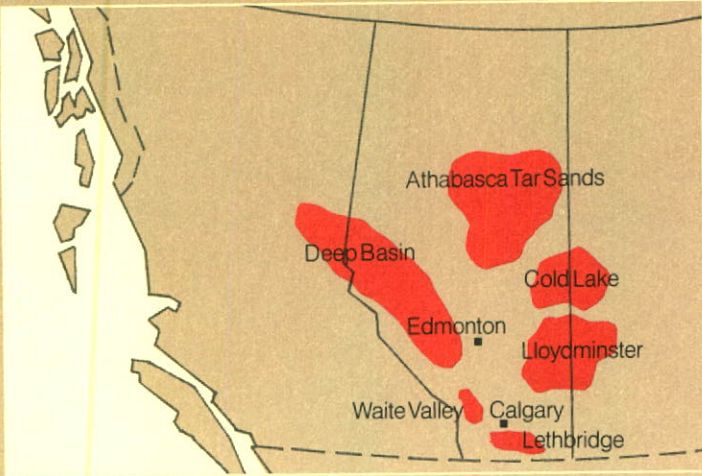 Athabasca Tar Sands
Deep Basin
Cold Lake
Edmonton
Lloydminster
Waite Valley
Calgary
Lethbridge